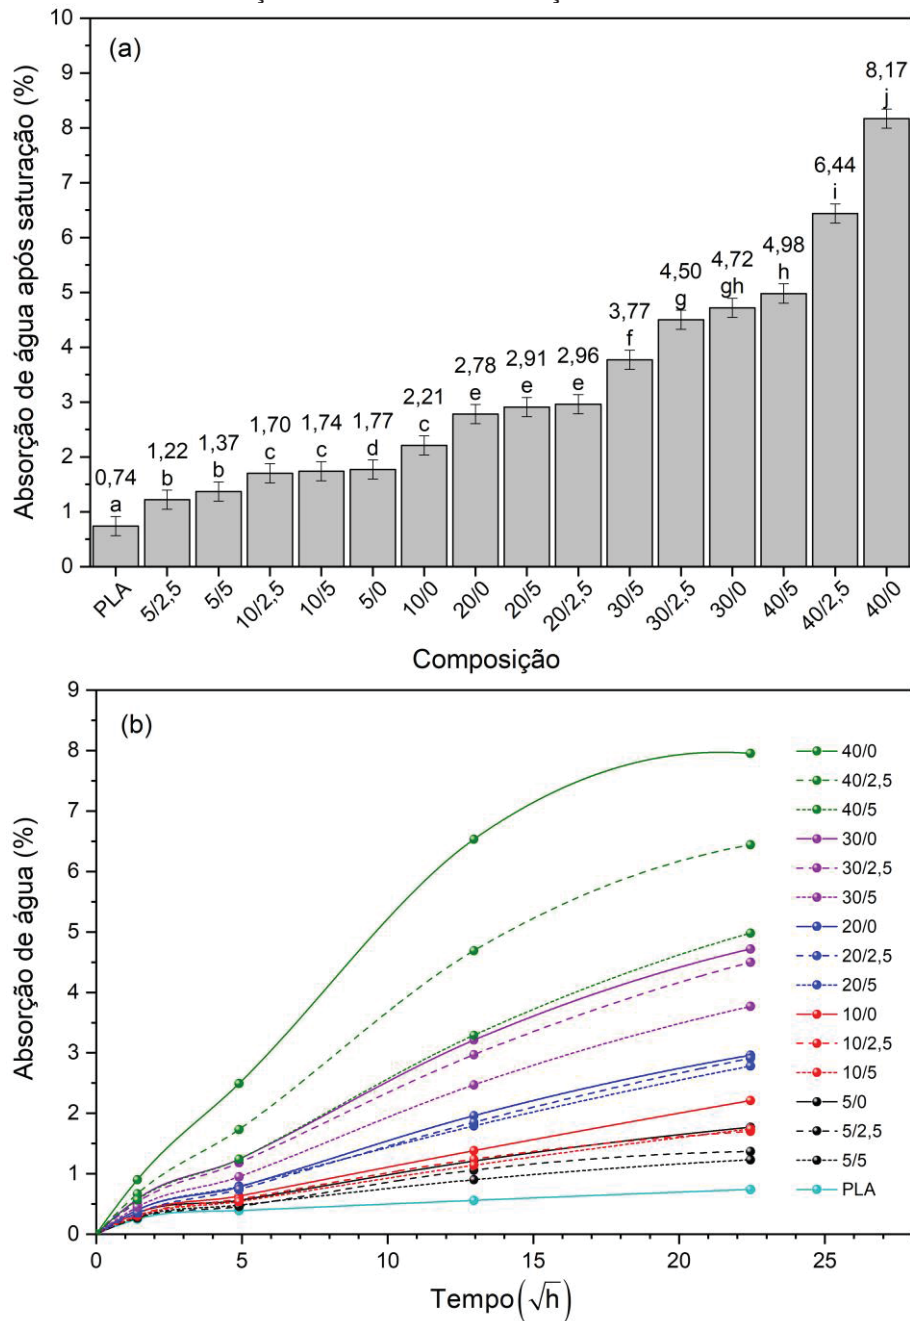 (a)
Absorção de água após saturação (%)
10
9
8
7
6
5
4
3
2
1
0
0,74
a
1,22
b
1,37
b
1,70
c
1,74
c
1,77
d
2,21
c
2,78
e
2,91
e
2,96
e
3,77
f
4,50
g
4,72
gh
4,98
h
6,44
i
8,17
j
PLA
5/2,5
5/5
10/2,5
10/5
5/0
10/0
20/0
20/5
20/2,5
30/5
30/2,5
30/0
40/5
40/2,5
40/0
Composição
(b)
Absorção de água (%)
9
8
7
6
5
4
3
2
1
0
40/0
40/2,5
40/5
30/0
30/2,5
30/5
20/0
20/2,5
20/5
10/0
10/2,5
10/5
5/0
5/2,5
5/5
PLA
0 5 10 15 20 25
Tempo(√h)